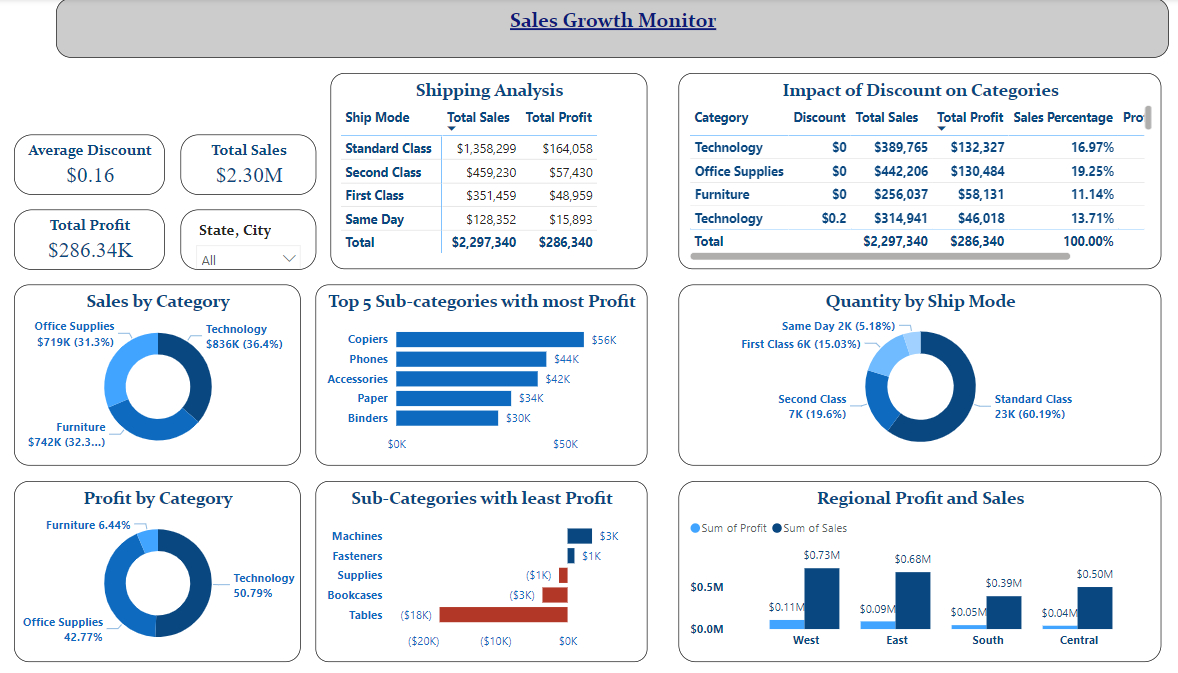 Sales Growth Monitor
Average Discount
$0.16
Total Sales
$2.30M
Total Profit
$286.34K
State, City
All
Shipping Analysis
Ship Mode Total Sales Total Profit
Standard Class $1,358,299 $164,058
Second Class $459,230 $57,430
First Class $351,459 $48,959
Same Day $128,352 $15,893
Total $2,297,340 $286,340
Impact of Discount on Categories
Category Discount Total Sales Total Profit Sales Percentage Pro
Technology $0 $389,765 $132,327 16.97%
Office Supplies $0 $442,206 $130,484 19.25%
Furniture $0 $256,037 $58,131 11.14%
Technology $0.2 $314,941 $46,018 13.71%
Total $2,297,340 $286,340 100.00%
Sales by Category
Office Supplies
$719K (31.3%)
Technology
$836K (36.4%)
Furniture
$742K (32.3...)
Top 5 Sub-categories with most Profit
Copiers $56K
Phones $44K
Accessories $42K
Paper $34K
Binders $30K
$0K $50K
Quantity by Ship Mode
Same Day 2K (5.18%)
First Class 6K (15.03%)
Second Class
7K (19.6%)
Standard Class
23K (60.19%)
Profit by Category
Furniture 6.44%
Technology
50.79%
Office Supplies
42.77%
Sub-Categories with least Profit
Machines $3K
Fasteners $1K
Supplies ($1K)
Bookcases ($3K)
Tables ($18K)
($20K) ($10K) $0K
Regional Profit and Sales
Sum of Profit Sum of Sales
$0.5M
$0.0M
$0.11M $0.73M
$0.09M $0.68M
$0.05M $0.39M
$0.04M $0.50M
West East South Central